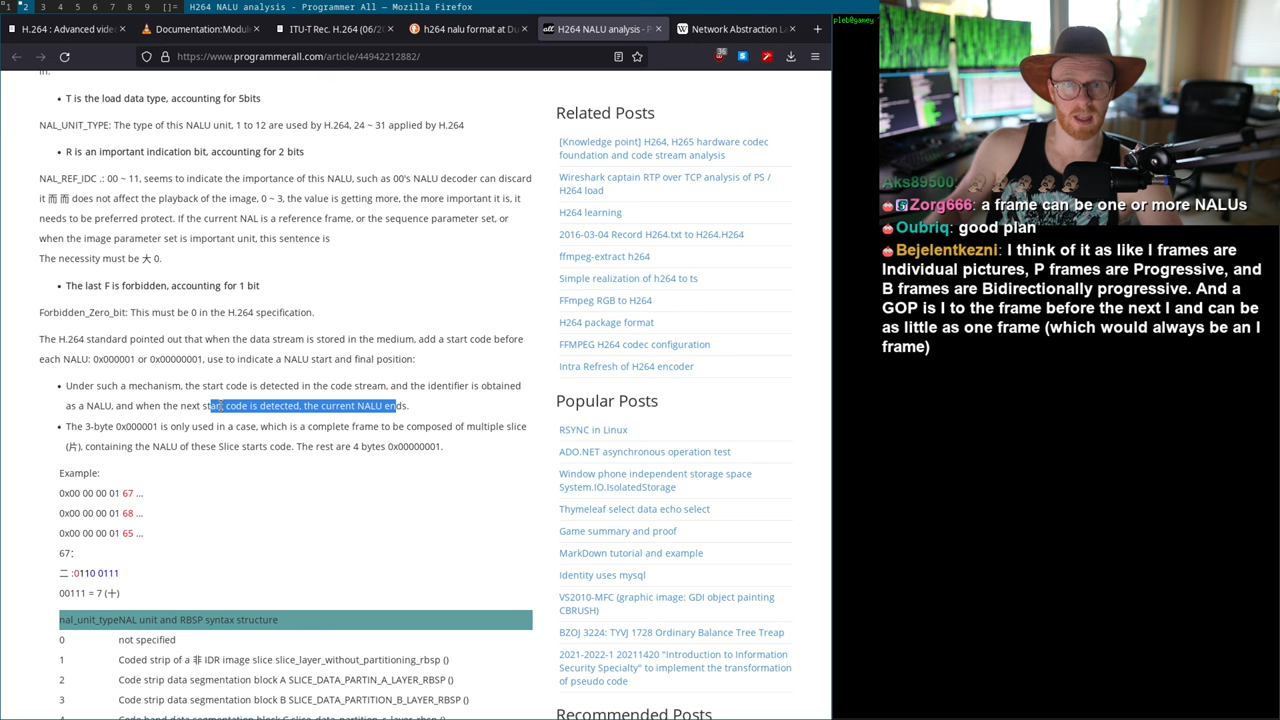 1 2 3 4 5 6 7 8 9 []= H264 NALU analysis - Programmer All — Mozilla Firefox
H.264 : Advanced video
Documentation:Module
ITU-T Rec. H.264 (06/20
h264 nalu format at Du
H264 NALU analysis - P
Network Abstraction La
https://www.programmerall.com/article/44942212882/
in.
• T is the load data type, accounting for 5bits
NAL_UNIT_TYPE: The type of this NALU unit, 1 to 12 are used by H.264, 24 ~ 31 applied by H.264
• R is an important indication bit, accounting for 2 bits
NAL_REF_IDC .: 00 ~ 11, seems to indicate the importance of this NALU, such as 00's NALU decoder can discard
it 而 而 does not affect the playback of the image, 0 ~ 3, the value is getting more, the more important it is, it
needs to be preferred protect. If the current NAL is a reference frame, or the sequence parameter set, or
when the image parameter set is important unit, this sentence is
The necessity must be 大 0.
• The last F is forbidden, accounting for 1 bit
Forbidden_Zero_bit: This must be 0 in the H.264 specification.
The H.264 standard pointed out that when the data stream is stored in the medium, add a start code before
each NALU: 0x000001 or 0x00000001, use to indicate a NALU start and final position:
• Under such a mechanism, the start code is detected in the code stream, and the identifier is obtained
as a NALU, and when the next start code is detected, the current NALU ends.
• The 3-byte 0x000001 is only used in a case, which is a complete frame to be composed of multiple slice
(片), containing the NALU of these Slice starts code. The rest are 4 bytes 0x00000001.
Example:
0x00 00 00 01 67 ...
0x00 00 00 01 68 ...
0x00 00 00 01 65 ...
67：
二 :0110 0111
00111 = 7 (十)
nal_unit_typeNAL unit and RBSP syntax structure
0 not specified
1 Coded strip of a 非 IDR image slice slice_layer_without_partitioning_rbsp ()
2 Code strip data segmentation block A SLICE_DATA_PARTIN_A_LAYER_RBSP ()
3 Code strip data segmentation block B SLICE_DATA_PARTITION_B_LAYER_RBSP ()
Related Posts
[Knowledge point] H264, H265 hardware codec
foundation and code stream analysis
Wireshark captain RTP over TCP analysis of PS /
H264 load
H264 learning
2016-03-04 Record H264.txt to H264.H264
ffmpeg-extract h264
Simple realization of h264 to ts
FFmpeg RGB to H264
H264 package format
FFMPEG H264 codec configuration
Intra Refresh of H264 encoder
Popular Posts
RSYNC in Linux
ADO.NET asynchronous operation test
Window phone independent storage space
System.IO.IsolatedStorage
Thymeleaf select data echo select
Game summary and proof
MarkDown tutorial and example
Identity uses mysql
VS2010-MFC (graphic image: GDI object painting
CBRUSH)
BZOJ 3224: TYVJ 1728 Ordinary Balance Tree Treap
2021-2022-1 20211420 "Introduction to Information
Security Specialty" to implement the transformation
of pseudo code
Recommended Posts
pleb@gamey
Aks89500:
Zorg666: a frame can be one or more NALUs
Oubriq: good plan
Bejelentkezni: I think of it as like I frames are
Individual pictures, P frames are Progressive, and
B frames are Bidirectionally progressive. And a
GOP is I to the frame before the next I and can be
as little as one frame (which would always be an I
frame)